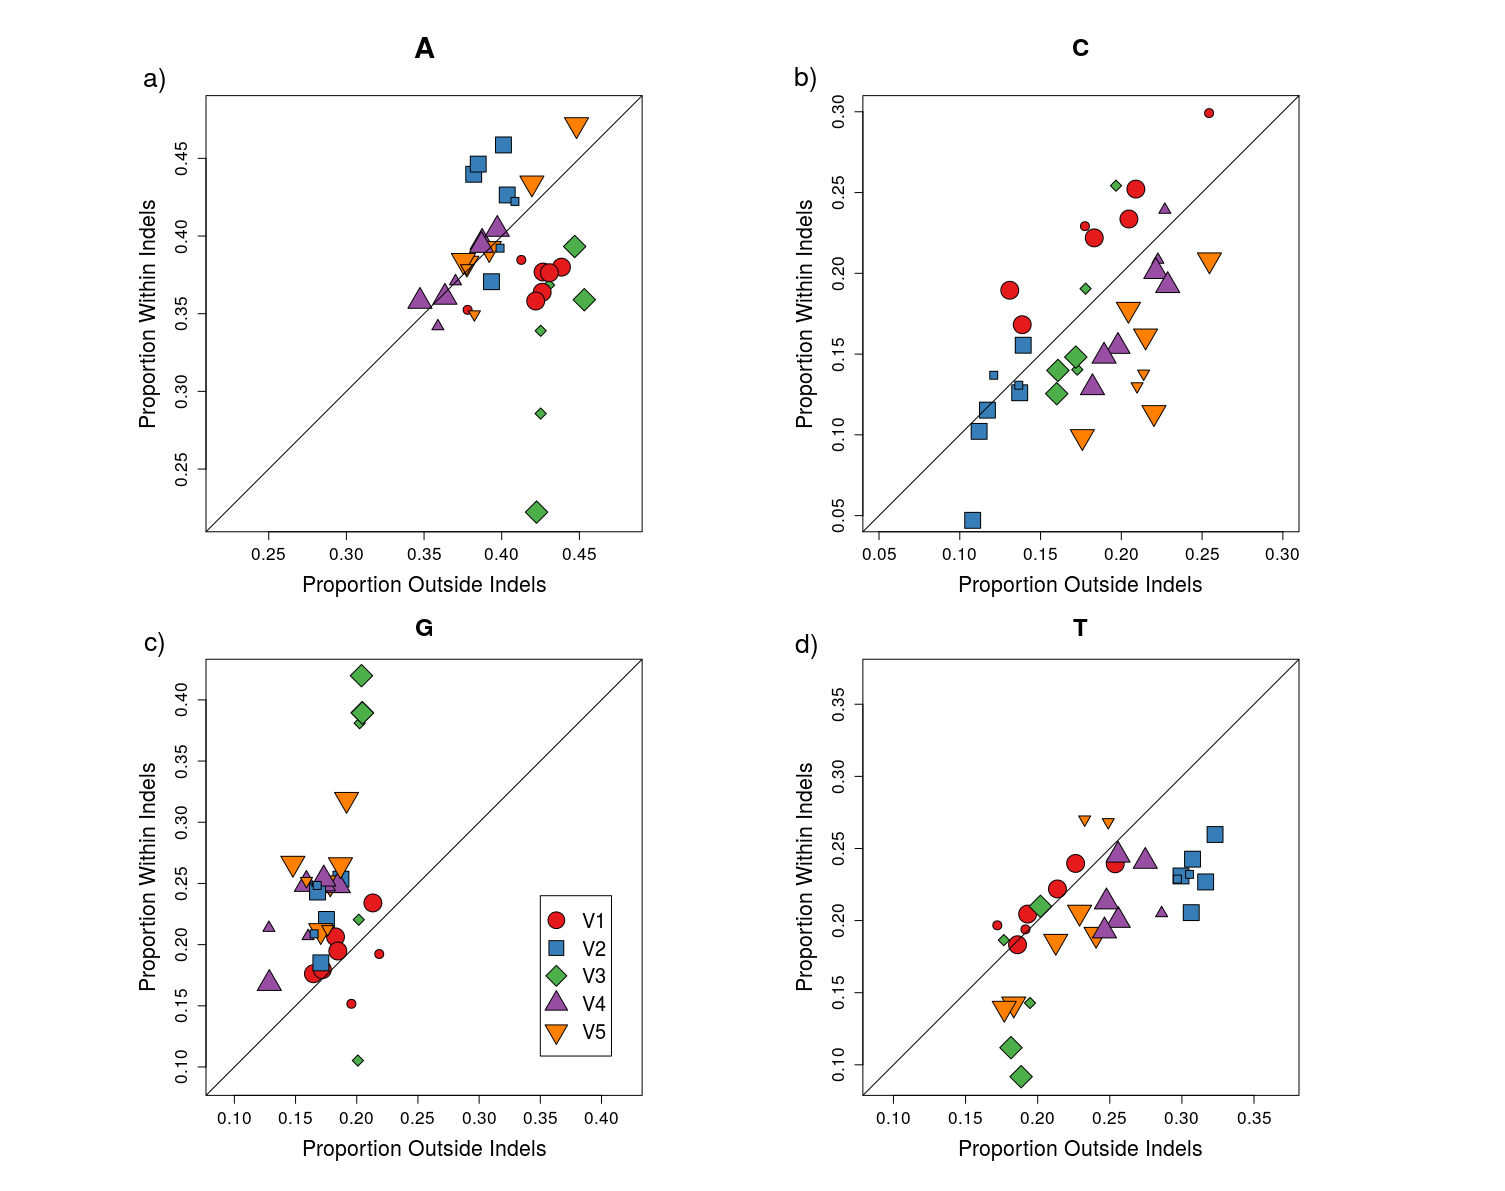 A
a)
0.45
0.40
0.35
0.30
0.25
Proportion Within Indels
0.25 0.30 0.35 0.40 0.45
Proportion Outside Indels
C
b)
0.30
0.25
0.20
0.15
0.10
0.05
Proportion Within Indels
0.05 0.10 0.15 0.20 0.25 0.30
Proportion Outside Indels
G
c)
0.40
0.35
0.30
0.25
0.20
0.15
0.10
Proportion Within Indels
V1
V2
V3
V4
V5
0.10 0.15 0.20 0.25 0.30 0.35 0.40
Proportion Outside Indels
T
d)
0.35
0.30
0.25
0.20
0.15
0.10
Proportion Within Indels
0.10 0.15 0.20 0.25 0.30 0.35
Proportion Outside Indels